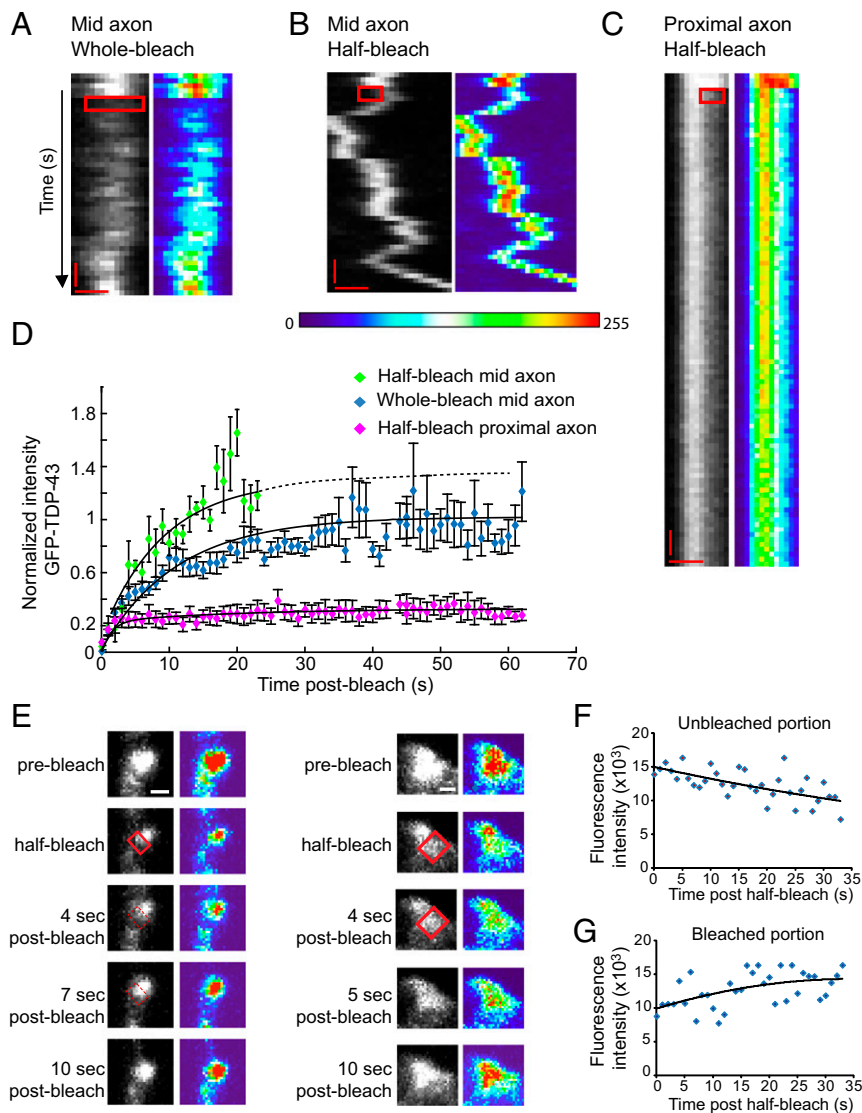 A
Mid axon
Whole-bleach
B
Mid axon
Half-bleach
C
Proximal axon
Half-bleach
Time (s)
0
255
D
Half-bleach mid axon
Whole-bleach mid axon
Half-bleach proximal axon
Normalized intensity
GFP-TDP-43
1.8
1.4
1
0.6
0.2
0
0
10
20
30
40
50
60
70
Time post-bleach (s)
E
pre-bleach
half-bleach
4 sec
post-bleach
7 sec
post-bleach
10 sec
post-bleach
pre-bleach
half-bleach
4 sec
post-bleach
5 sec
post-bleach
10 sec
post-bleach
F
Unbleached portion
Fluorescence
intensity (x10³)
20
15
10
5
0
0
5
10
15
20
25
30
35
Time post half-bleach (s)
G
Bleached portion
Fluorescence
intensity (x10³)
20
15
10
5
0
0
5
10
15
20
25
30
35
Time post half-bleach (s)